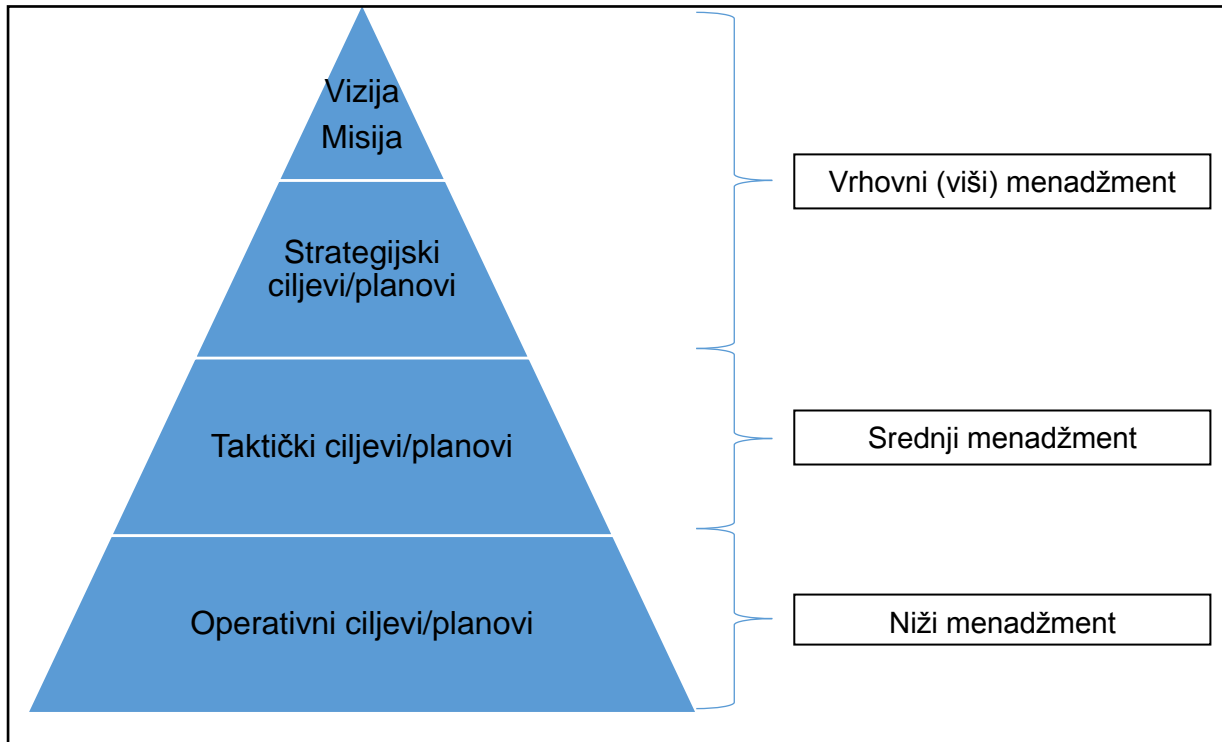 Vizija
Misija
Vrhovni (viši) menadžment
Strategijski
ciljevi/planovi
Taktički ciljevi/planovi
Srednji menadžment
Operativni ciljevi/planovi
Niži menadžment